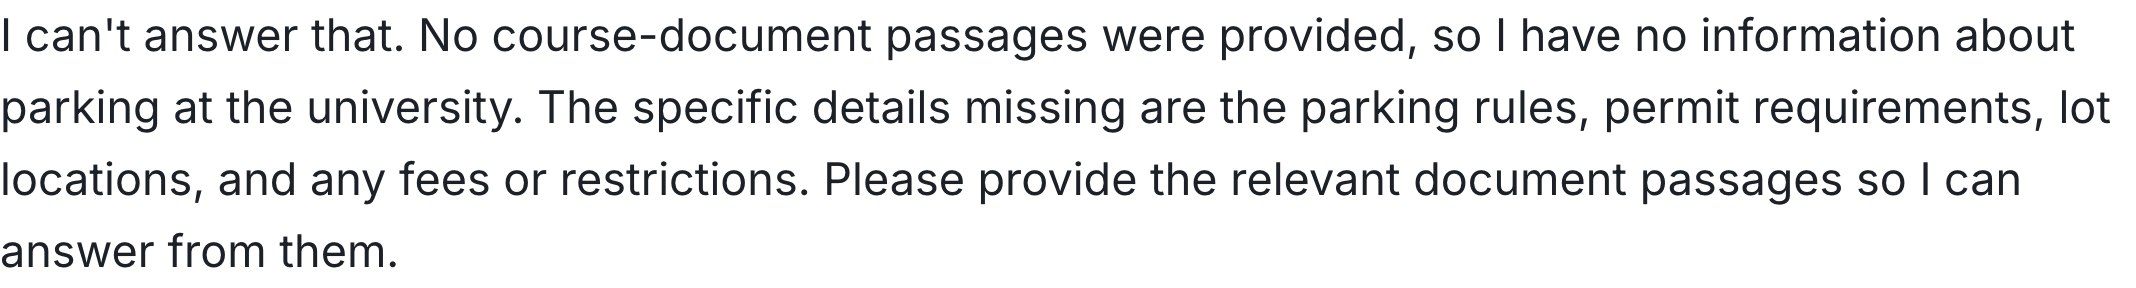 I can't answer that. No course-document passages were provided, so I have no information about
parking at the university. The specific details missing are the parking rules, permit requirements, lot
locations, and any fees or restrictions. Please provide the relevant document passages so I can
answer from them.